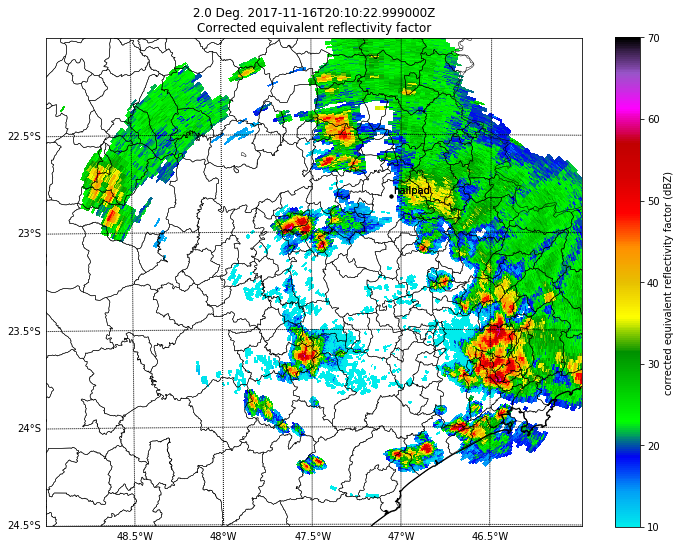 2.0 Deg. 2017-11-16T20:10:22.999000Z
Corrected equivalent reflectivity factor
70
60
50
40
30
20
10
corrected equivalent reflectivity factor (dBZ)
22.5°S
23°S
23.5°S
24°S
24.5°S
hailpad
48.5°W
48°W
47.5°W
47°W
46.5°W